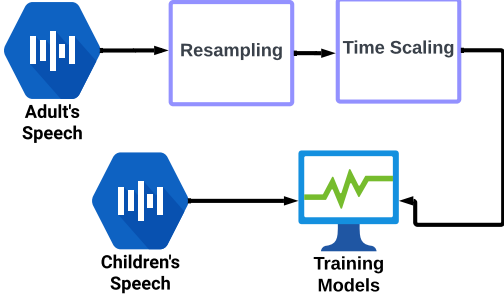 Adult's
Speech
Resampling
Time Scaling
Children's
Speech
Training
Models